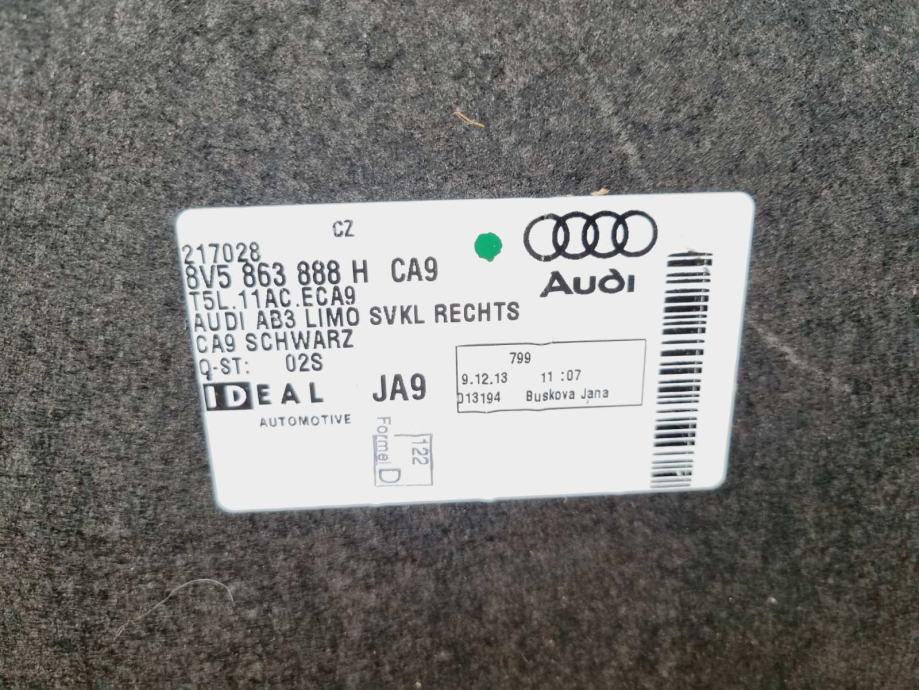 CZ
217028
8V5 863 888 H CA9
T5L.11AC.ECA9
AUDI AB3 LIMO SVKL RECHTS
CA9 SCHWARZ
Q-ST: 02S
IDEAL
AUTOMOTIVE
JA9
Audi
799
9.12.13 11:07
013194 Buskova Jana
Formel D
122